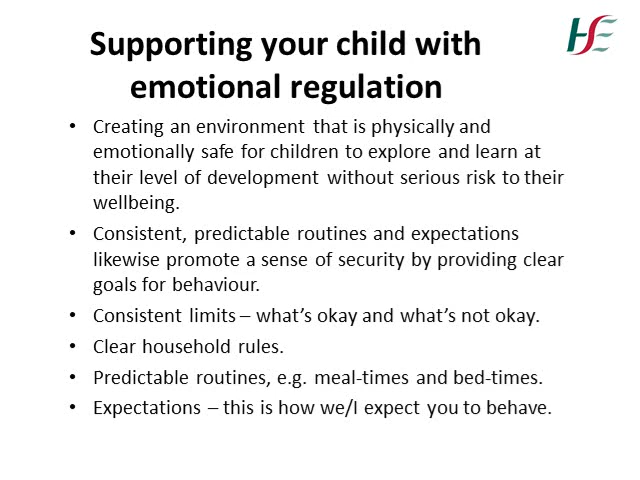 Supporting your child with
emotional regulation
HSE
• Creating an environment that is physically and
emotionally safe for children to explore and learn at
their level of development without serious risk to their
wellbeing.
• Consistent, predictable routines and expectations
likewise promote a sense of security by providing clear
goals for behaviour.
• Consistent limits – what’s okay and what’s not okay.
• Clear household rules.
• Predictable routines, e.g. meal-times and bed-times.
• Expectations – this is how we/I expect you to behave.